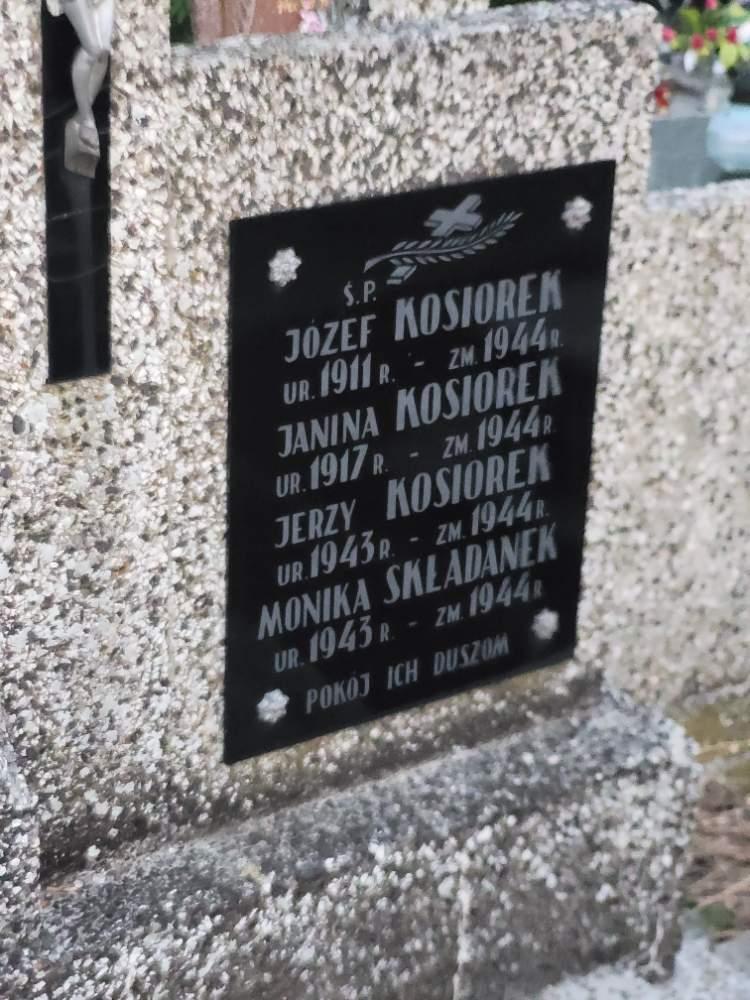 Ś.P.
JÓZEF KOSIOREK
UR. 1911 R. - ZM. 1944 R.
JANINA KOSIOREK
UR. 1917 R. - ZM. 1944 R.
JERZY KOSIOREK
UR. 1943 R. - ZM. 1944 R.
MONIKA SKŁADANEK
UR. 1943 R. - ZM. 1944 R.
POKÓJ ICH DUSZOM